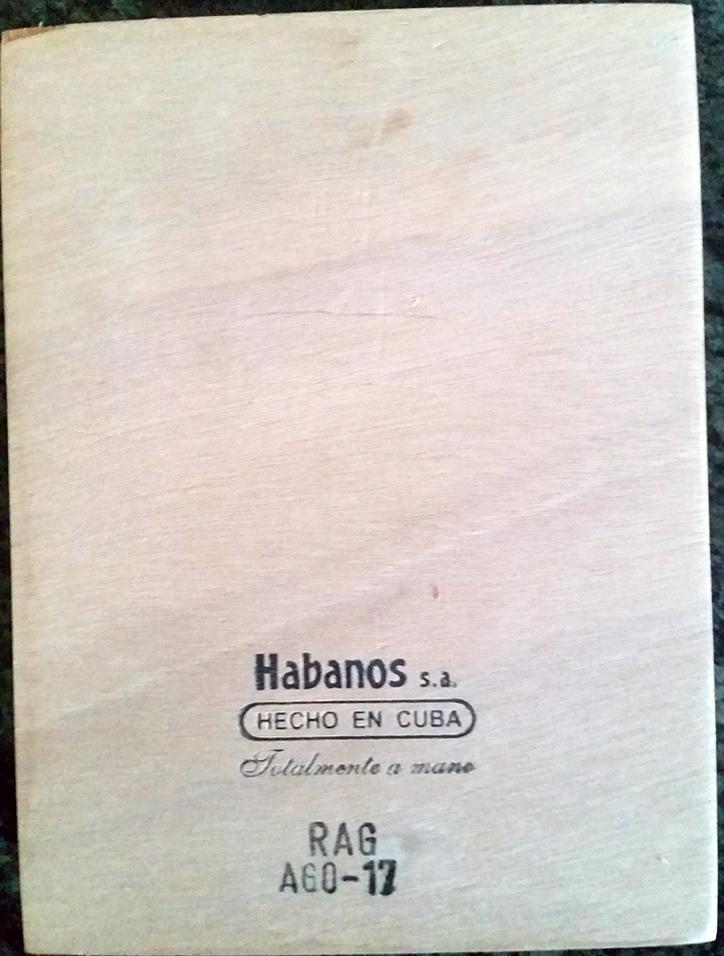 Habanos s.a.
HECHO EN CUBA
Totalmente a mano
RAG
AGO-17